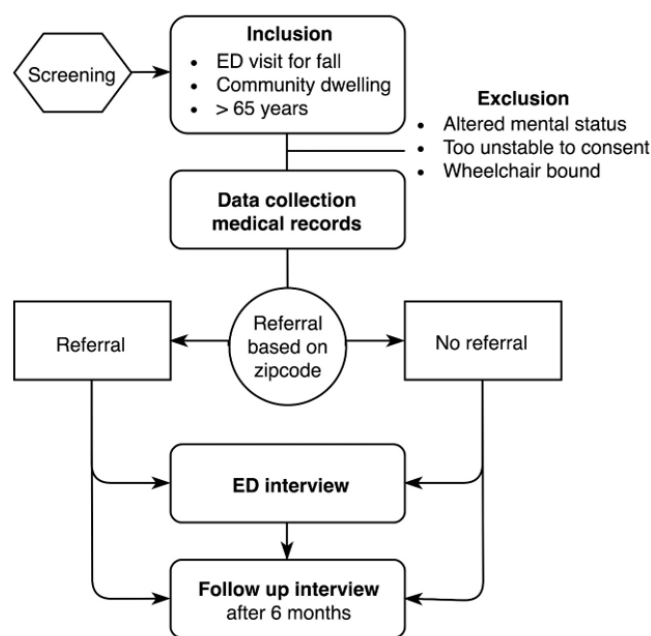 Screening
Inclusion
• ED visit for fall
• Community dwelling
• > 65 years
Exclusion
• Altered mental status
• Too unstable to consent
• Wheelchair bound
Data collection
medical records
Referral
Referral
based on
zipcode
No referral
ED interview
Follow up interview
after 6 months